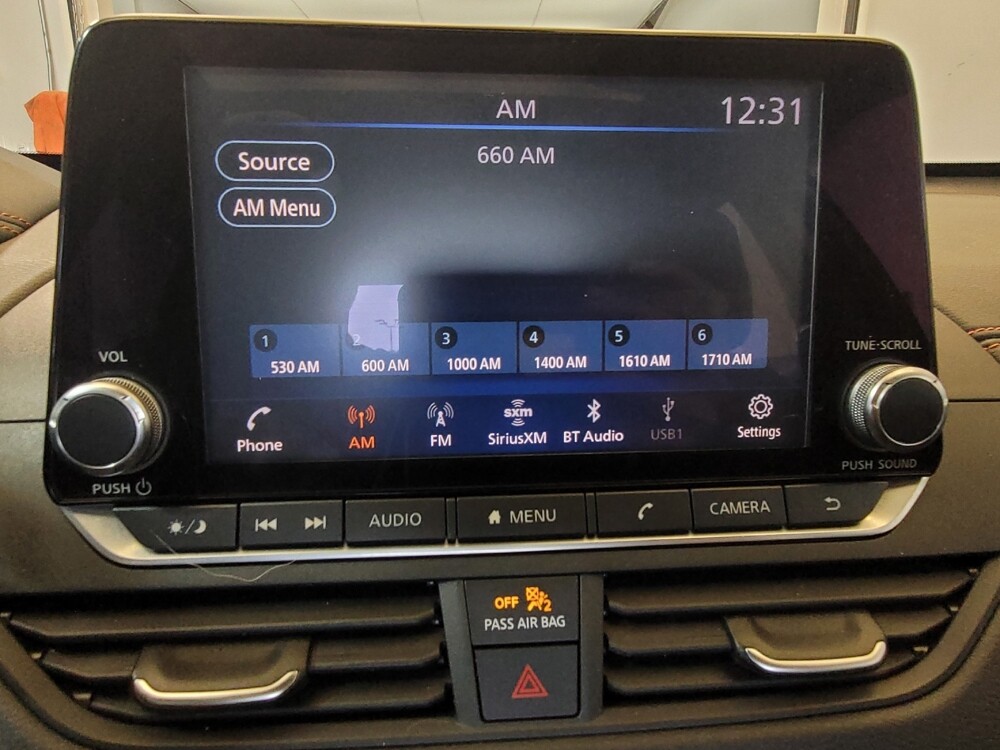 AM
12:31
Source
660 AM
AM Menu
1
2
3
4
5
6
530 AM
600 AM
1000 AM
1400 AM
1610 AM
1710 AM
VOL
TUNE·SCROLL
Phone
AM
FM
sxm
SiriusXM
BT Audio
USB1
Settings
PUSH
PUSH SOUND
AUDIO
MENU
CAMERA
OFF 2
PASS AIR BAG